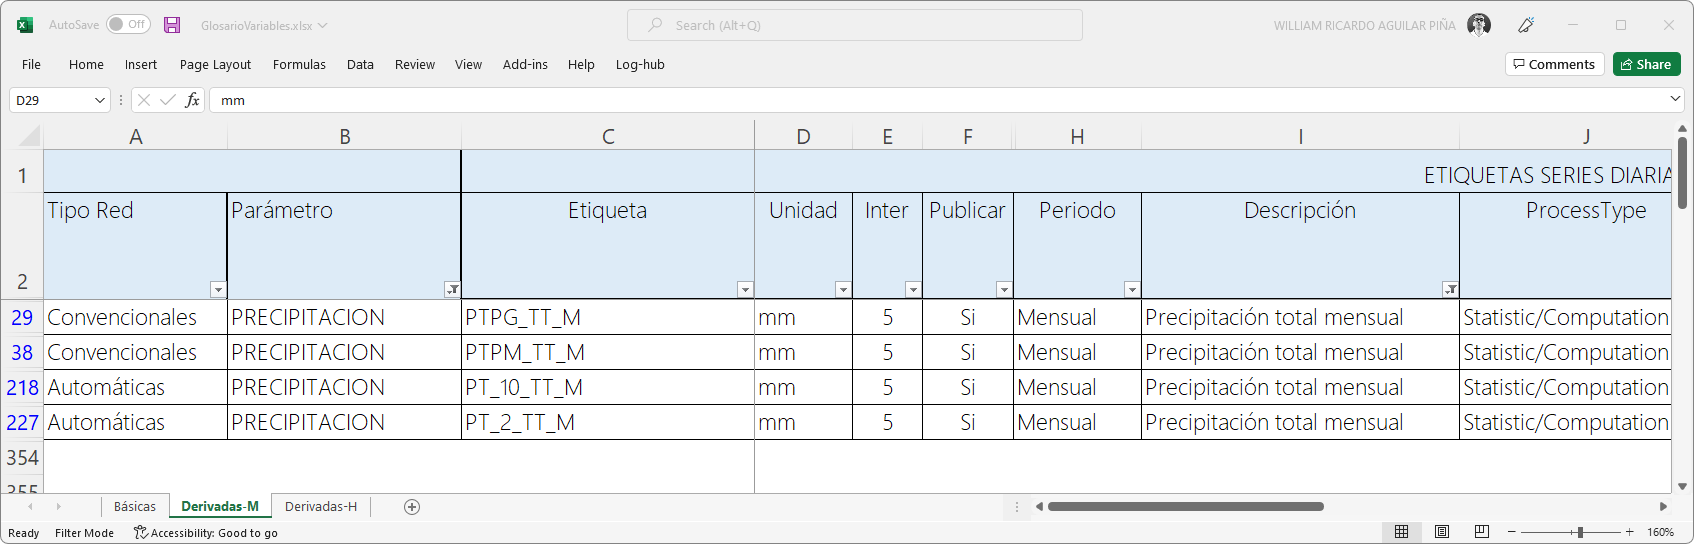 AutoSave Off GlosarioVariables.xlsx Search (Alt+Q) WILLIAM RICARDO AGUILAR PIÑA
File Home Insert Page Layout Formulas Data Review View Add-ins Help Log-hub Comments Share
D29 fx mm
A B C D E F H I J
1 ETIQUETAS SERIES DIARIA
Tipo Red Parámetro Etiqueta Unidad Inter Publicar Periodo Descripción ProcessType
2
29 Convencionales PRECIPITACION PTPG_TT_M mm 5 Si Mensual Precipitación total mensual Statistic/Computation
38 Convencionales PRECIPITACION PTPM_TT_M mm 5 Si Mensual Precipitación total mensual Statistic/Computation
218 Automáticas PRECIPITACION PT_10_TT_M mm 5 Si Mensual Precipitación total mensual Statistic/Computation
227 Automáticas PRECIPITACION PT_2_TT_M mm 5 Si Mensual Precipitación total mensual Statistic/Computation
354
355
Básicas Derivadas-M Derivadas-H
Ready Filter Mode Accessibility: Good to go 160%